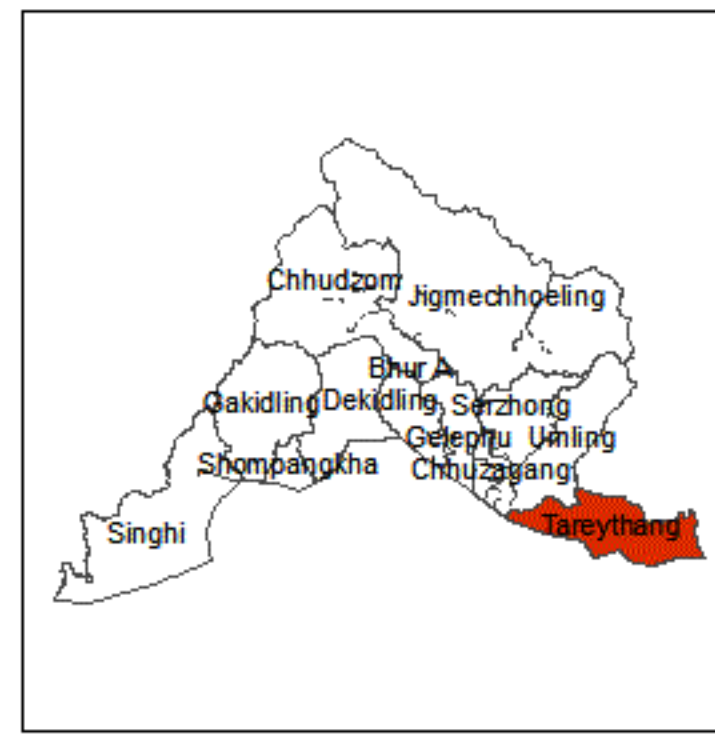 Chhudzom
Jigmechhoeling
Bhur
Gakidling
Dekidling
Serzhong
Gelephu
Umling
Shompangkha
Chhuzagang
Singhi
Tareythang